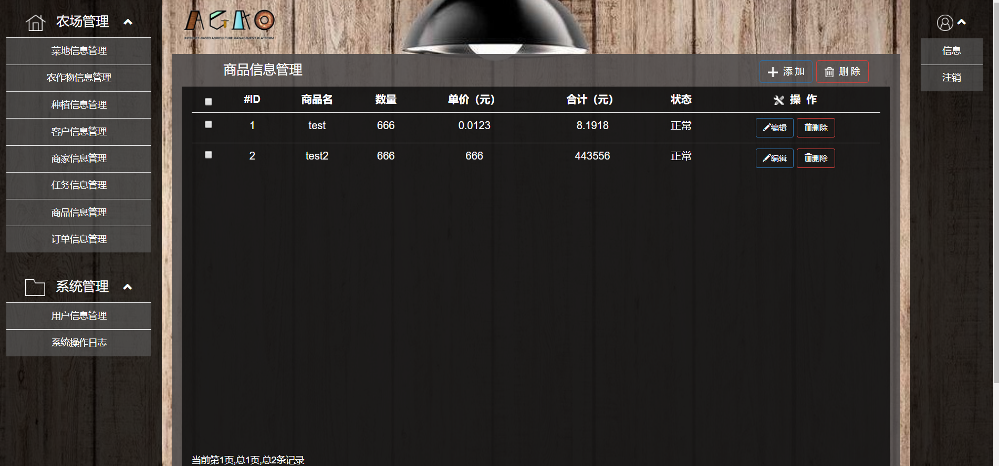 农场管理
菜地信息管理
农作物信息管理
种植信息管理
客户信息管理
商家信息管理
任务信息管理
商品信息管理
订单信息管理
系统管理
用户信息管理
系统操作日志
AGRO
INTERNET-BASED AGRICULTURE MANAGEMENT PLATFORM
商品信息管理
添加 删除
#ID 商品名 数量 单价（元） 合计（元） 状态 操 作
1 test 666 0.0123 8.1918 正常 编辑 删除
2 test2 666 666 443556 正常 编辑 删除
当前第1页,总1页,总2条记录
信息
注销